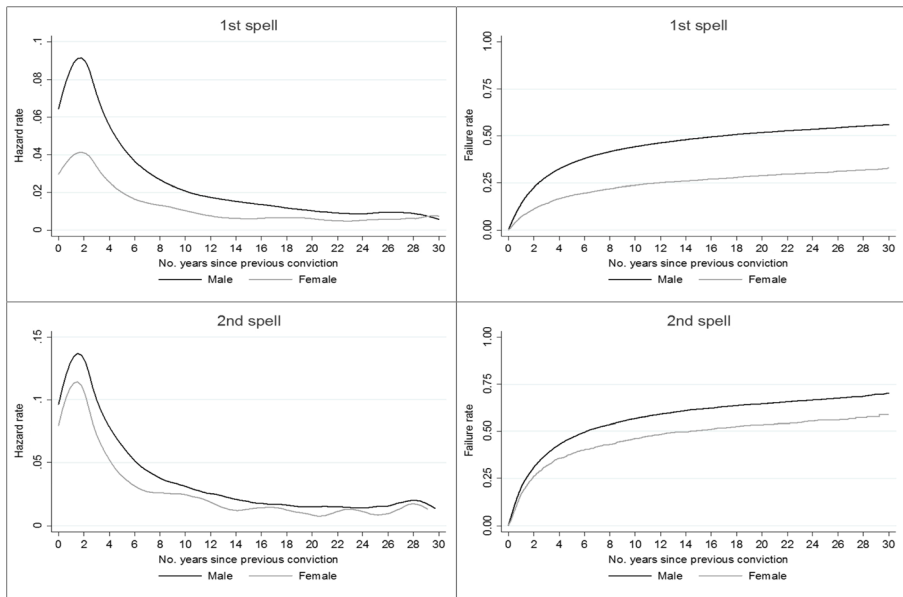 1st spell
Hazard rate
.1
.08
.06
.04
.02
0
0 2 4 6 8 10 12 14 16 18 20 22 24 26 28 30
No. years since previous conviction
Male Female
1st spell
Failure rate
1.00
0.75
0.50
0.25
0.00
0 2 4 6 8 10 12 14 16 18 20 22 24 26 28 30
No. years since previous conviction
Male Female
2nd spell
Hazard rate
.15
.1
.05
0
0 2 4 6 8 10 12 14 16 18 20 22 24 26 28 30
No. years since previous conviction
Male Female
2nd spell
Failure rate
1.00
0.75
0.50
0.25
0.00
0 2 4 6 8 10 12 14 16 18 20 22 24 26 28 30
No. years since previous conviction
Male Female